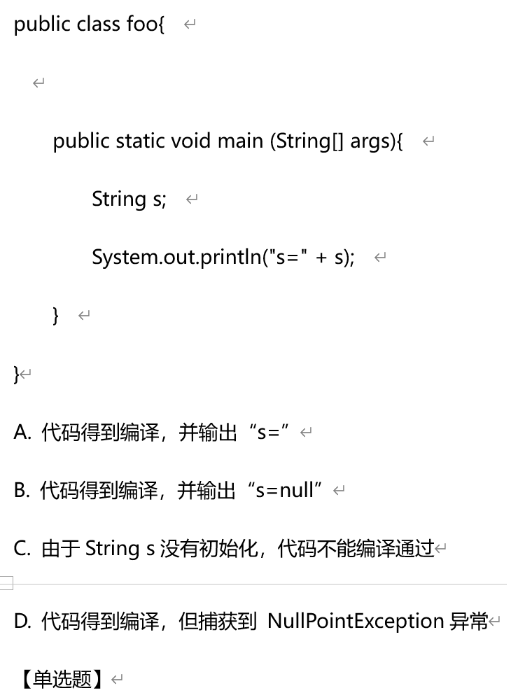 public class foo{
public static void main (String[] args){
String s;
System.out.println("s=" + s);
}
}
A. 代码得到编译，并输出“s=”
B. 代码得到编译，并输出“s=null”
C. 由于 String s 没有初始化，代码不能编译通过
D. 代码得到编译，但捕获到 NullPointException 异常
【单选题】